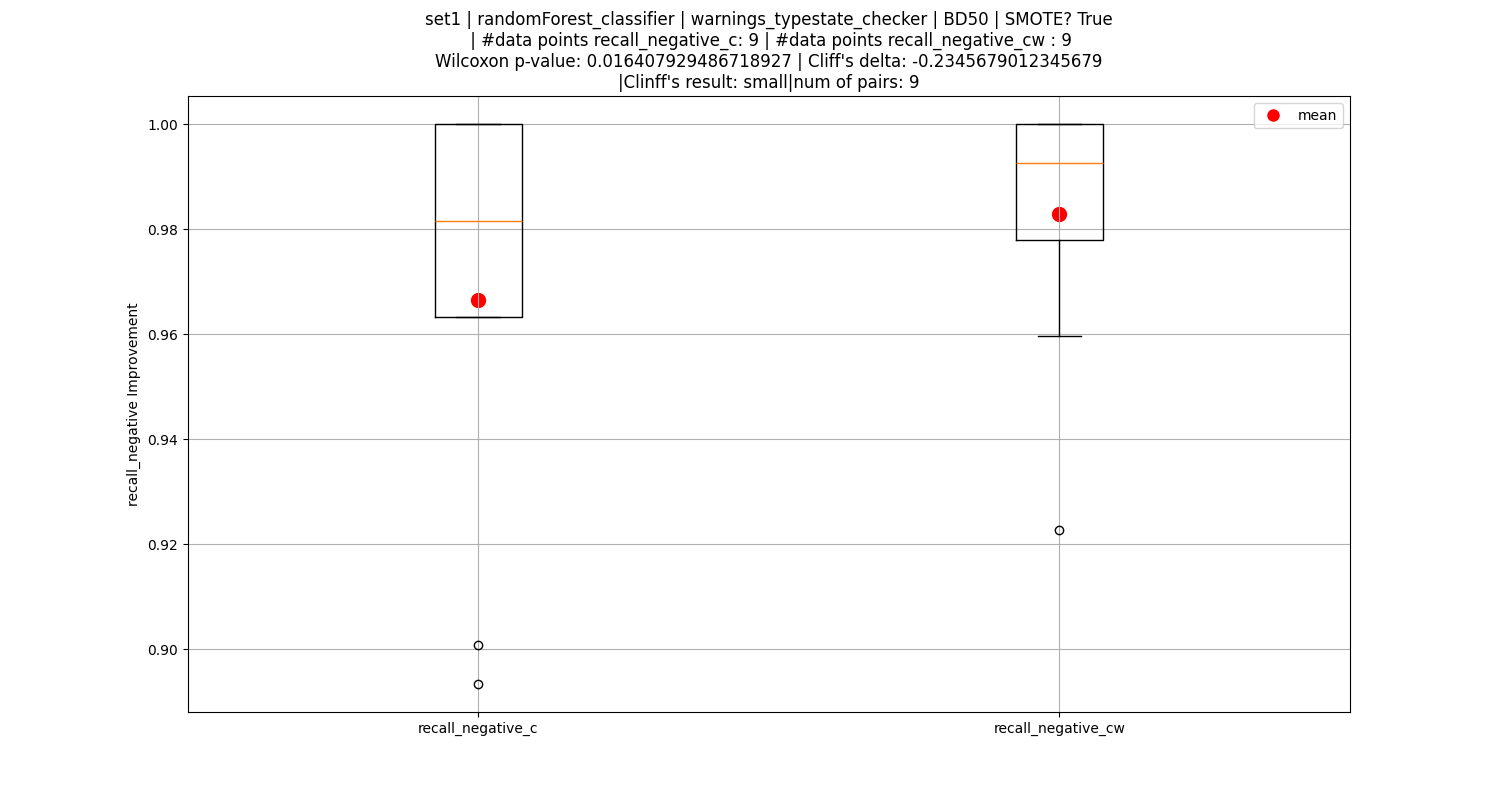 set1 | randomForest_classifier | warnings_typestate_checker | BD50 | SMOTE? True
| #data points recall_negative_c: 9 | #data points recall_negative_cw : 9
Wilcoxon p-value: 0.016407929486718927 | Cliff's delta: -0.2345679012345679
|Clinff's result: small|num of pairs: 9
mean
1.00
0.98
0.96
0.94
0.92
0.90
recall_negative Improvement
recall_negative_c
recall_negative_cw